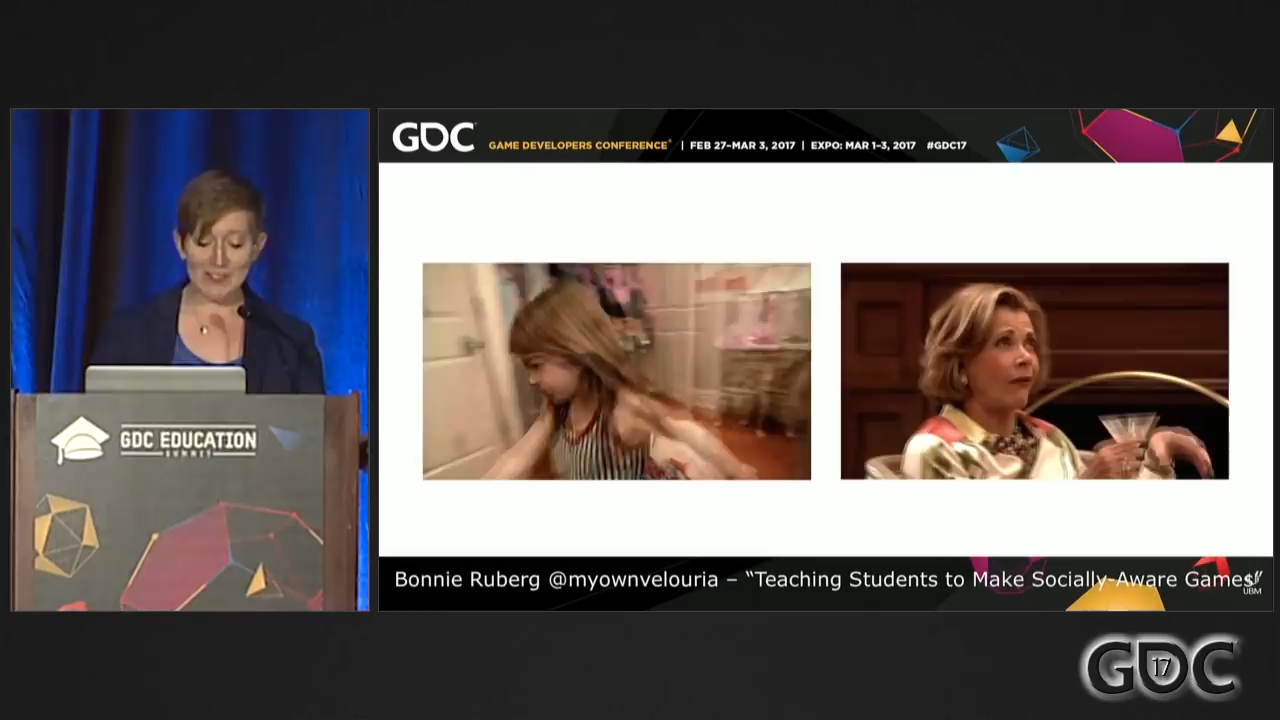 GDC
GAME DEVELOPERS CONFERENCE® | FEB 27–MAR 3, 2017 | EXPO: MAR 1–3, 2017 #GDC17
GDC EDUCATION
SUMMIT
Bonnie Ruberg @myownvelouria – “Teaching Students to Make Socially-Aware Games”
UBM
GDC
17